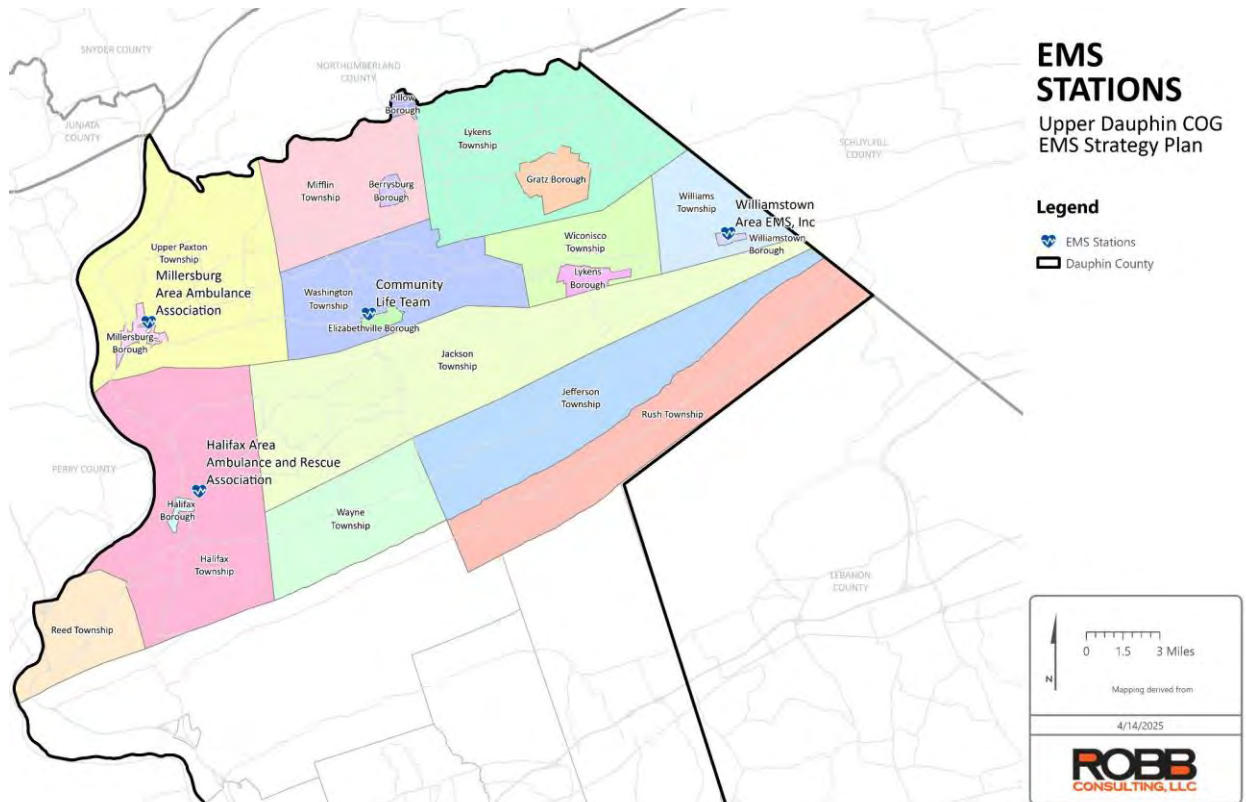 EMS
STATIONS
Upper Dauphin COG
EMS Strategy Plan
Legend
EMS Stations
Dauphin County
SNYDER COUNTY
NORTHUMBERLAND
COUNTY
JUNIATA
COUNTY
SCHUYLKILL
COUNTY
PERRY COUNTY
LEBANON
COUNTY
Pillow
Borough
Lykens
Township
Mifflin
Township
Berrysburg
Borough
Gratz Borough
Williams
Township
Williamstown
Area EMS, Inc
Williamstown
Borough
Upper Paxton
Township
Millersburg
Area Ambulance
Association
Millersburg
Borough
Washington
Township
Community
Life Team
Elizabethville Borough
Wiconisco
Township
Lykens
Borough
Jackson
Township
Jefferson
Township
Rush Township
Halifax Area
Ambulance and Rescue
Association
Halifax
Borough
Wayne
Township
Halifax
Township
Reed Township
N
0 1.5 3 Miles
Mapping derived from
4/14/2025
ROBB
CONSULTING, LLC